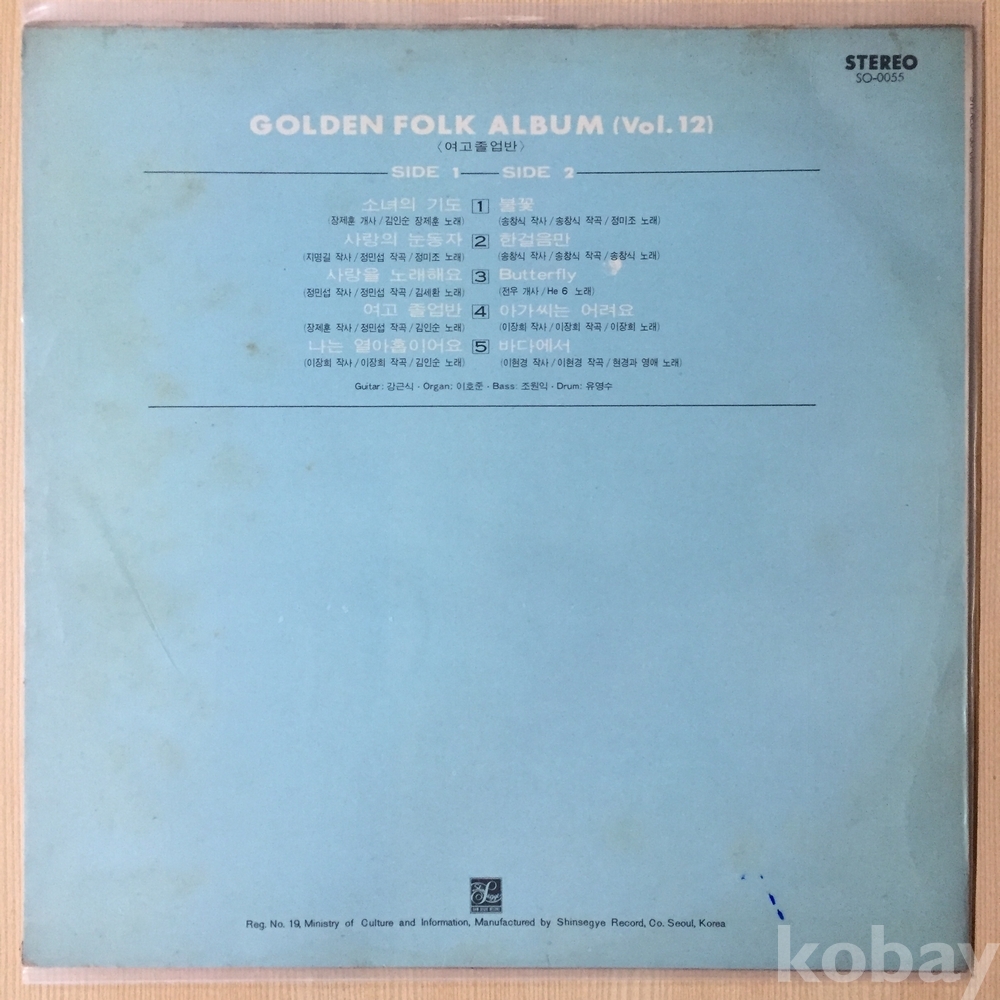 STEREO
SO-0055
GOLDEN FOLK ALBUM (Vol. 12)
〈여고졸업반〉
SIDE 1 SIDE 2
소녀의 기도 1 불꽃
(장제훈 개사/김인순 장제훈 노래) (송창식 작사/송창식 작곡/정미조 노래)
사랑의 눈동자 2 한걸음만
(지명길 작사/정민섭 작곡/정미조 노래) (송창식 작사/송창식 작곡/송창식 노래)
사랑을 노래해요 3 Butterfly
(정민섭 작사/정민섭 작곡/김세환 노래) (전우 개사/He 6 노래)
여고 졸업반 4 아가씨는 어려요
(장제훈 작사/정민섭 작곡/김인순 노래) (이장희 작사/이장희 작곡/이장희 노래)
나는 열아홉이어요 5 바다에서
(이장희 작사/이장희 작곡/김인순 노래) (이현경 작사/이현경 작곡/현경과 영애 노래)
Guitar: 강근식 · Organ: 이호준 · Bass: 조원익 · Drum: 유영수
Reg. No. 19, Ministry of Culture and Information, Manufactured by Shinsegye Record, Co. Seoul, Korea
kobay